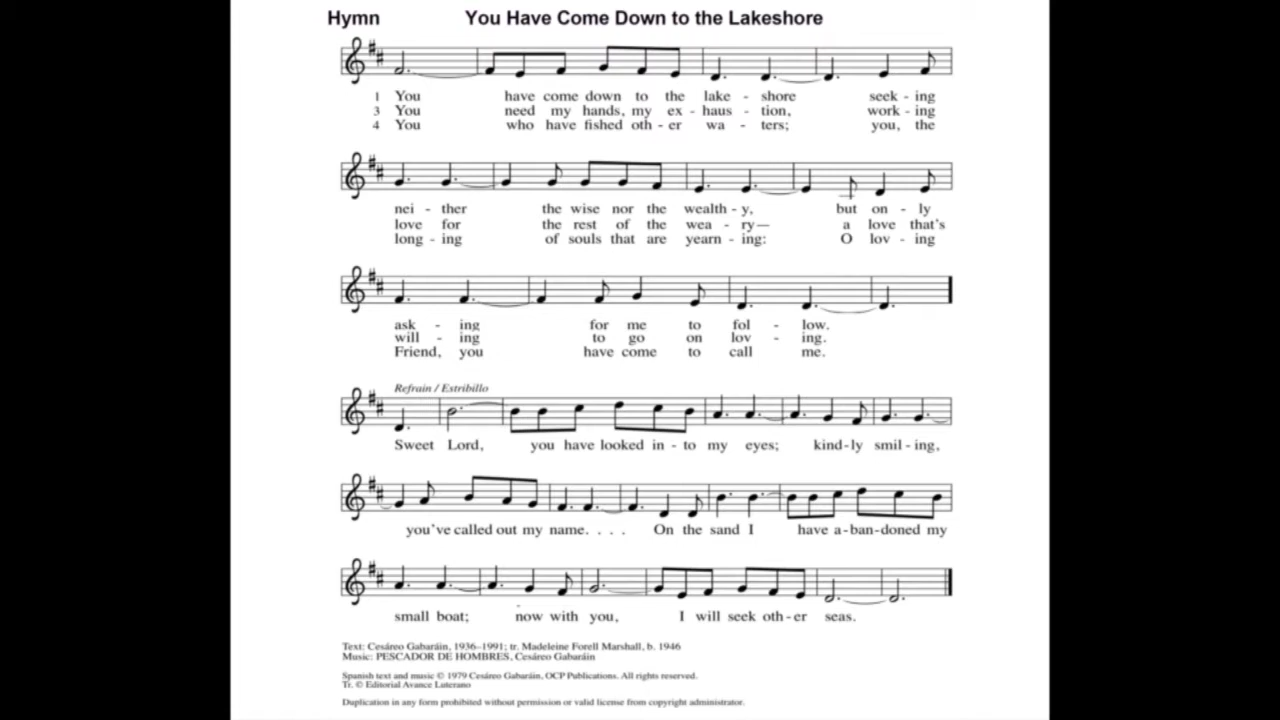 Hymn You Have Come Down to the Lakeshore
1 You have come down to the lake - shore seek - ing
3 You need my hands, my ex - haus - tion, work - ing
4 You who have fished oth - er wa - ters; you, the
nei - ther the wise nor the wealth - y, but on - ly
love for the rest of the wea - ry— a love that's
long - ing of souls that are yearn - ing: O lov - ing
ask - ing for me to fol - low.
will - ing to go on lov - ing.
Friend, you have come to call me.
Refrain / Estribillo
Sweet Lord, you have looked in - to my eyes; kind - ly smil - ing,
you've called out my name. . . . On the sand I have a - ban - doned my
small boat; now with you, I will seek oth - er seas.
Text: Cesáreo Gabaráin, 1936–1991; tr. Madeleine Forell Marshall, b. 1946
Music: PESCADOR DE HOMBRES, Cesáreo Gabaráin
Spanish text and music © 1979 Cesáreo Gabaráin, OCP Publications. All rights reserved.
Tr. © Editorial Avance Luterano
Duplication in any form prohibited without permission or valid license from copyright administrator.